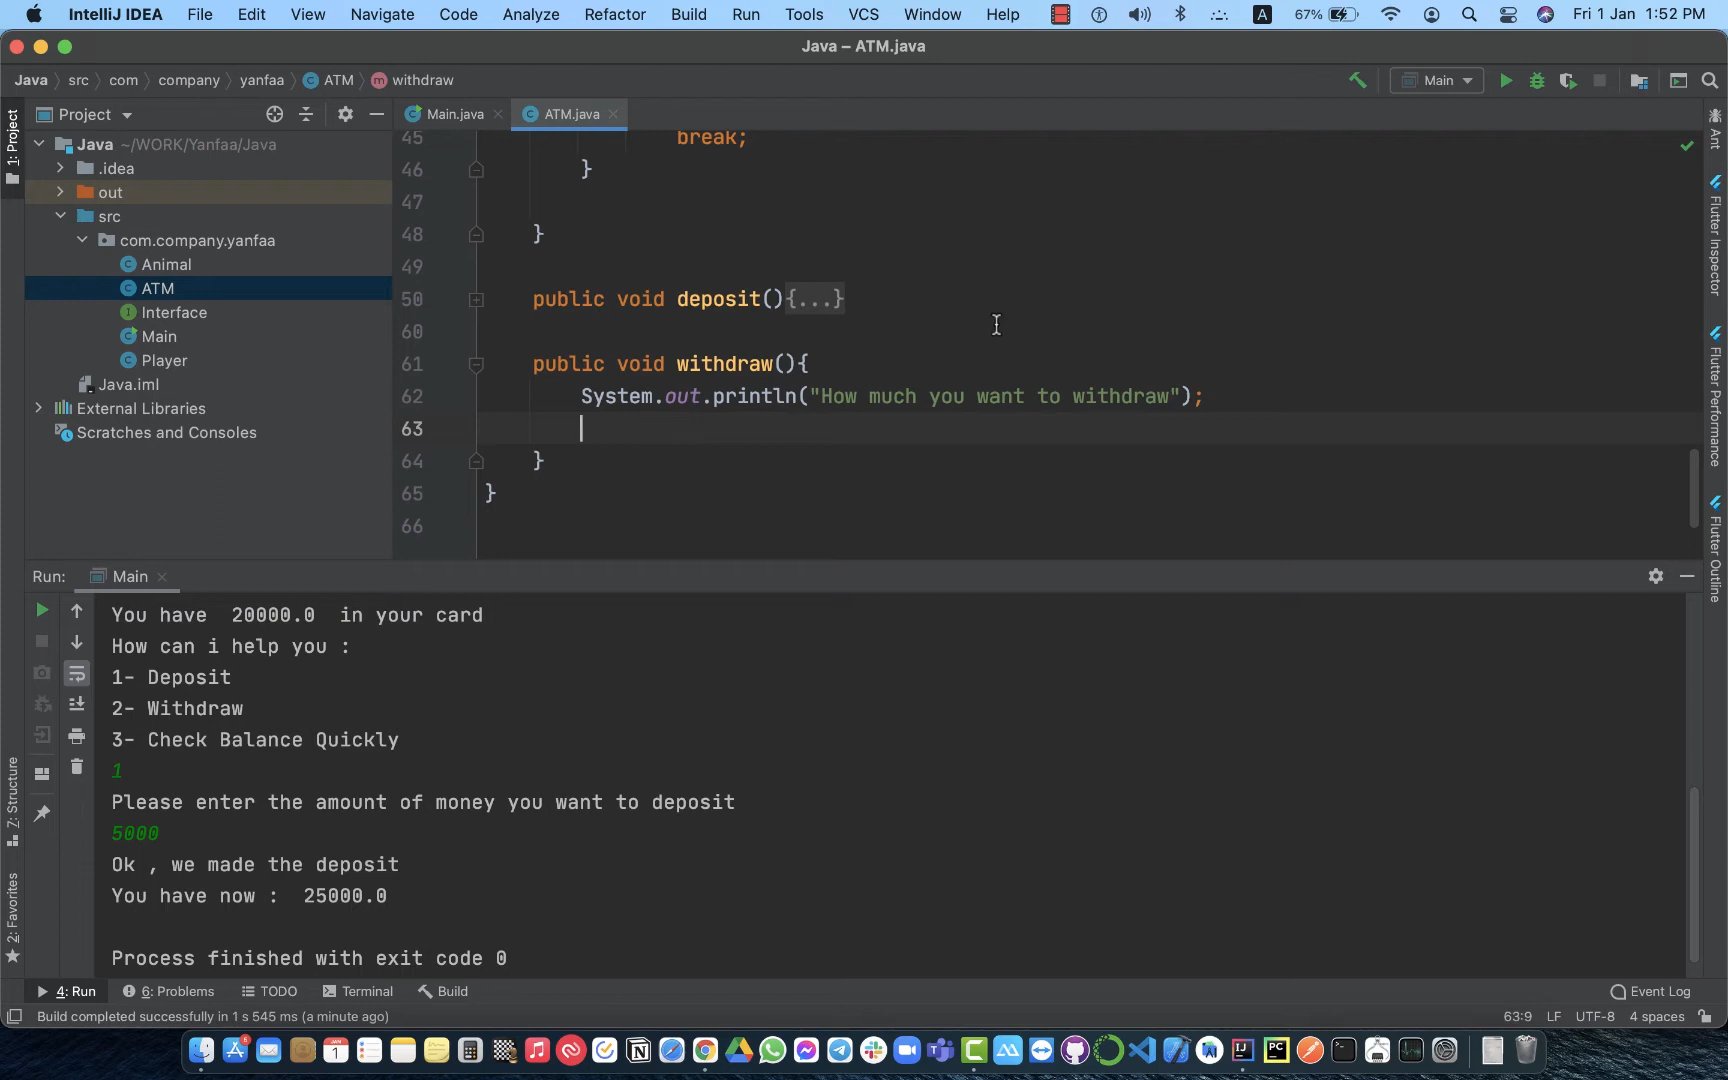 IntelliJ IDEA File Edit View Navigate Code Analyze Refactor Build Run Tools VCS Window Help A 67% Fri 1 Jan 1:52 PM
Java – ATM.java
Java src com company yanfaa ATM withdraw Main
Project Main.java ATM.java
1: Project
Java ~/WORK/Yanfaa/Java
.idea
out
src
com.company.yanfaa
Animal
ATM
Interface
Main
Player
Java.iml
External Libraries
Scratches and Consoles
45 break;
46 }
47
48 }
49
50 public void deposit(){...}
60
61 public void withdraw(){
62 System.out.println("How much you want to withdraw");
63
64 }
65 }
66
Ant
Flutter Inspector
Flutter Performance
Flutter Outline
Run: Main
You have  20000.0  in your card
How can i help you :
1- Deposit
2- Withdraw
3- Check Balance Quickly
1
Please enter the amount of money you want to deposit
5000
Ok , we made the deposit
You have now :  25000.0
Process finished with exit code 0
Z: Structure
2: Favorites
4: Run 6: Problems TODO Terminal Build Event Log
Build completed successfully in 1 s 545 ms (a minute ago) 63:9 LF UTF-8 4 spaces